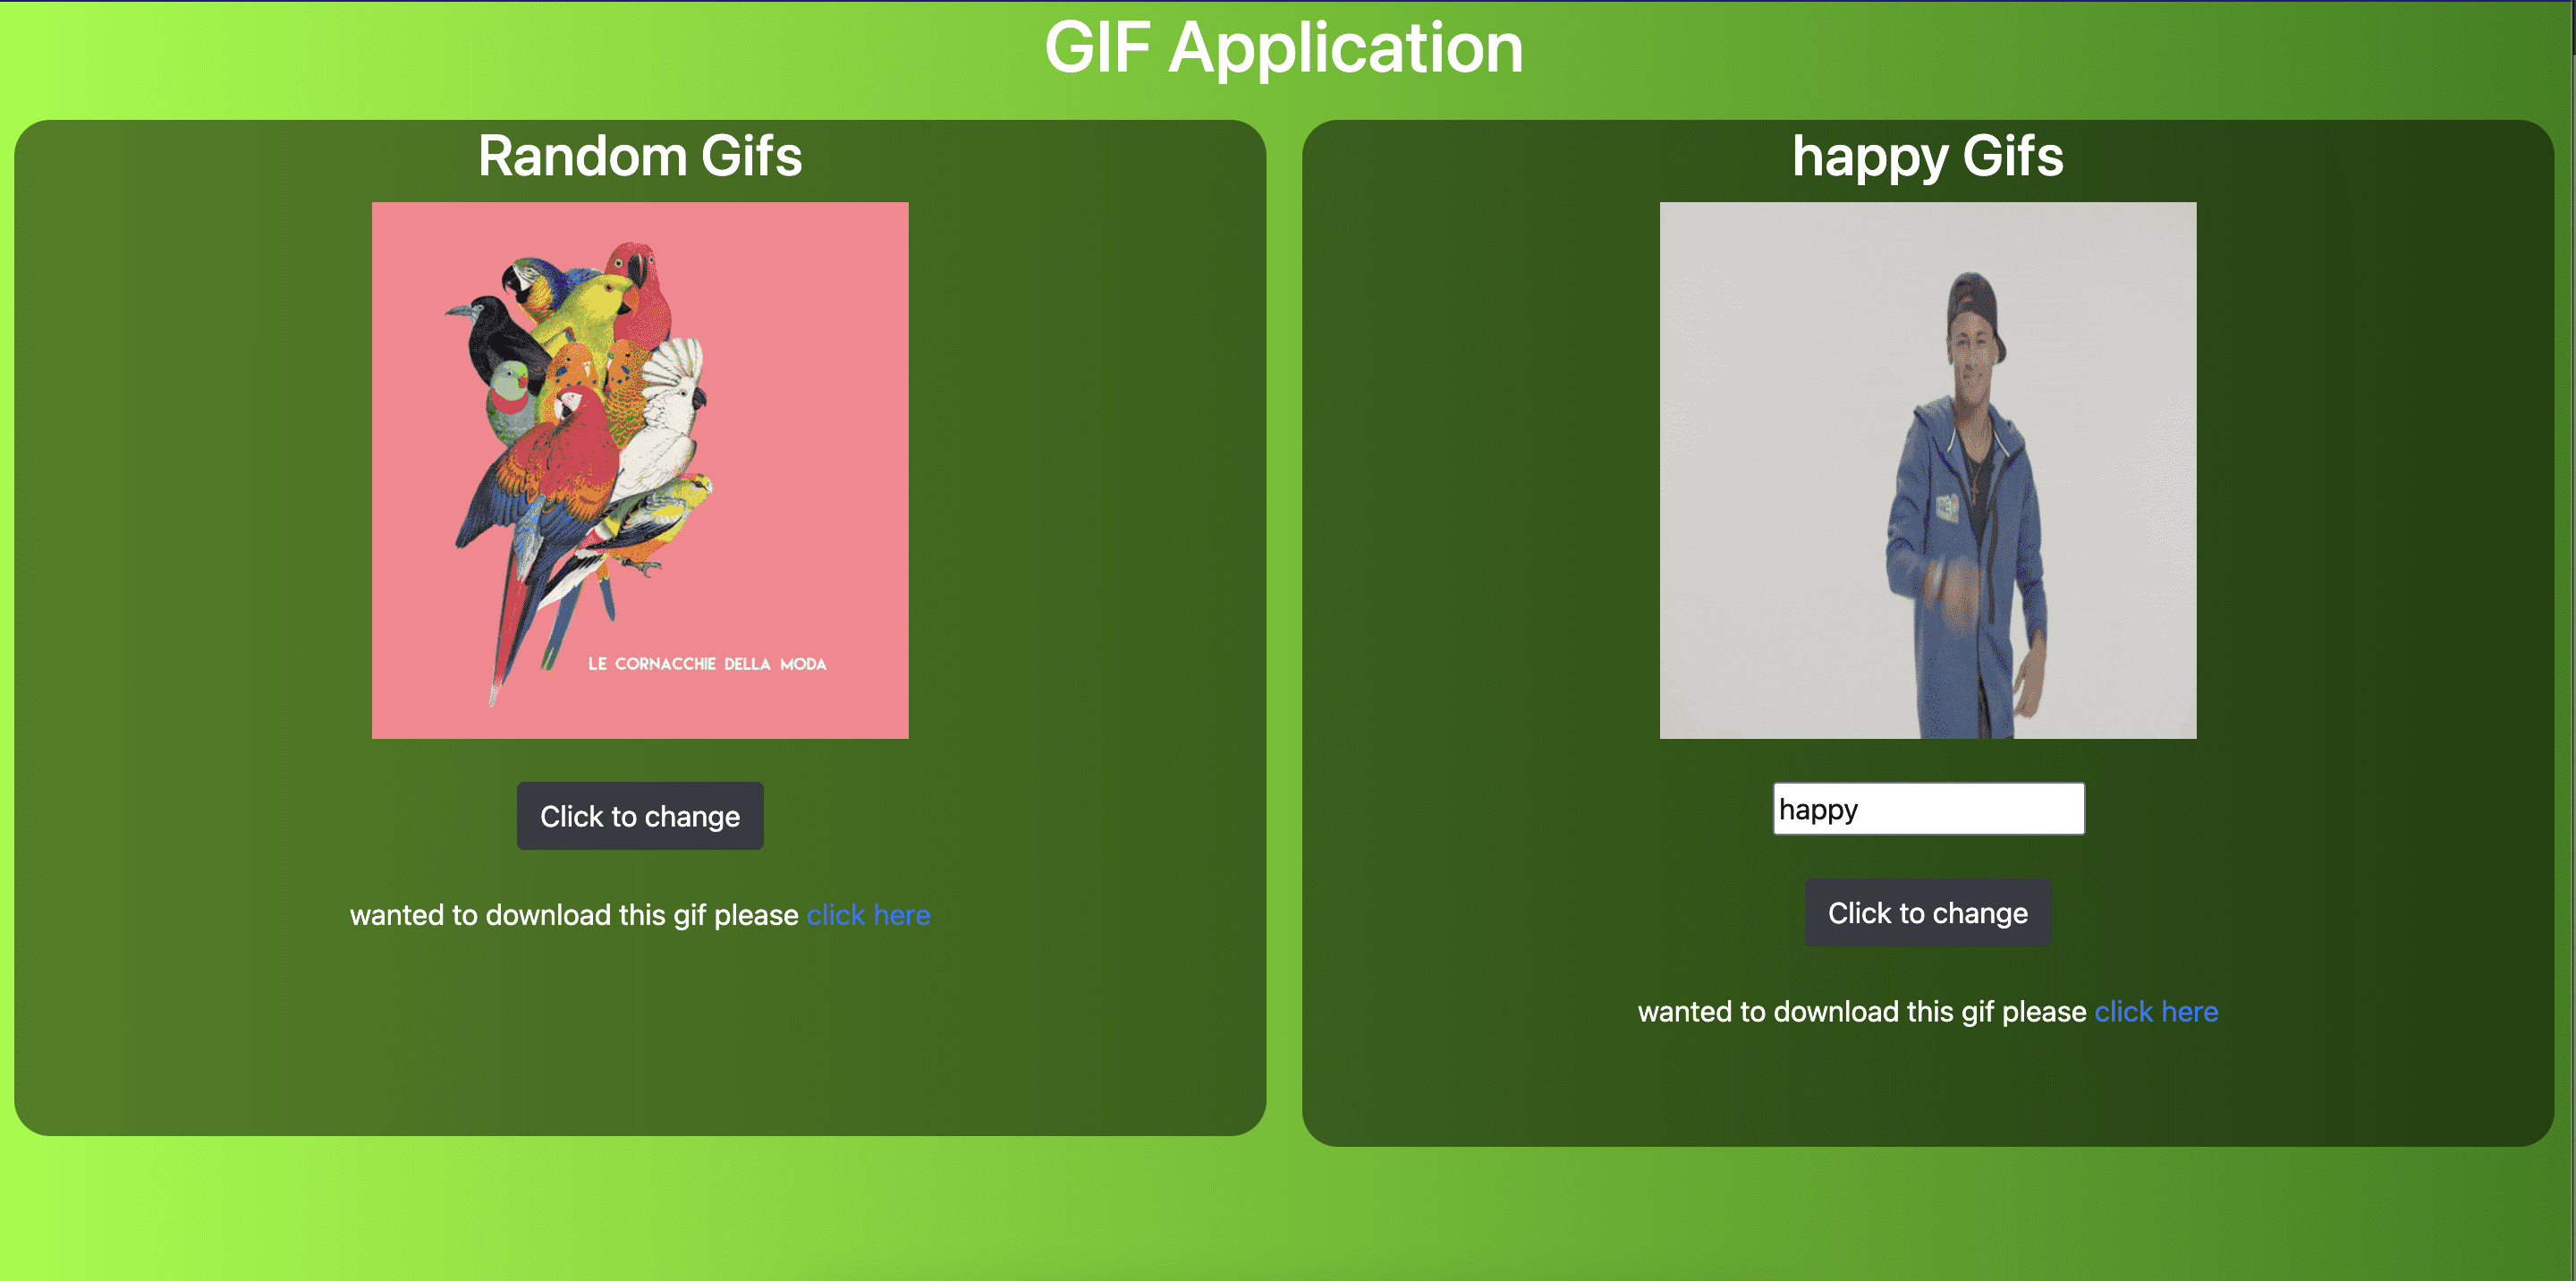 GIF Application
Random Gifs
LE CORNACCHIE DELLA MODA
Click to change
wanted to download this gif please click here
happy Gifs
happy
Click to change
wanted to download this gif please click here